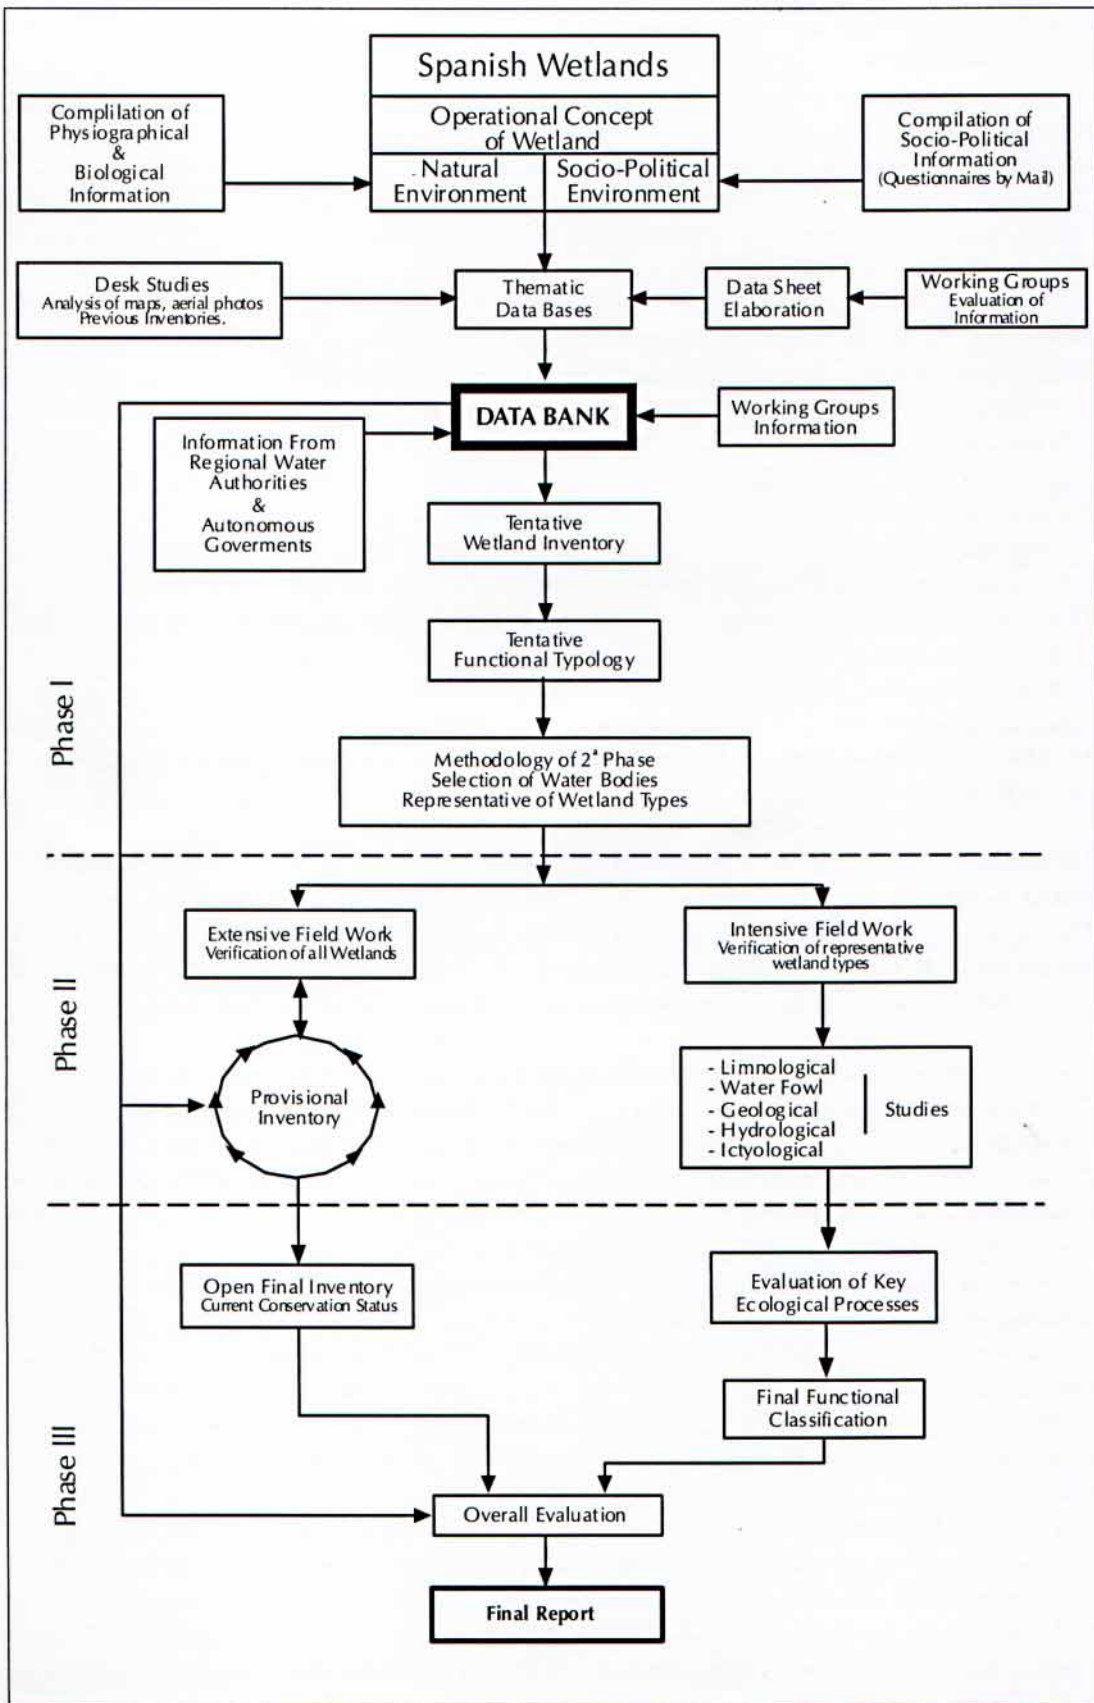 Spanish Wetlands
Operational Concept
of Wetland
Natural
Environment
Socio-Political
Environment
Complilation of
Physiographical
&
Biological
Information
Compilation of
Socio-Political
Information
(Questionnaires by Mail)
Desk Studies
Analysis of maps, aerial photos
Previous Inventories.
Thematic
Data Bases
Data Sheet
Elaboration
Working Groups
Evaluation of
Information
DATA BANK
Working Groups
Information
Information From
Regional Water
Authorities
&
Autonomous
Goverments
Tentative
Wetland Inventory
Tentative
Functional Typology
Phase I
Methodology of 2ª Phase
Selection of Water Bodies
Representative of Wetland Types
Extensive Field Work
Verification of all Wetlands
Intensive Field Work
Verification of representative
wetland types
Phase II
Provisional
Inventory
- Limnological
- Water Fowl
- Geological
- Hydrological
- Ictyological
Studies
Open Final Inventory
Current Conservation Status
Evaluation of Key
Ecological Processes
Final Functional
Classification
Phase III
Overall Evaluation
Final Report